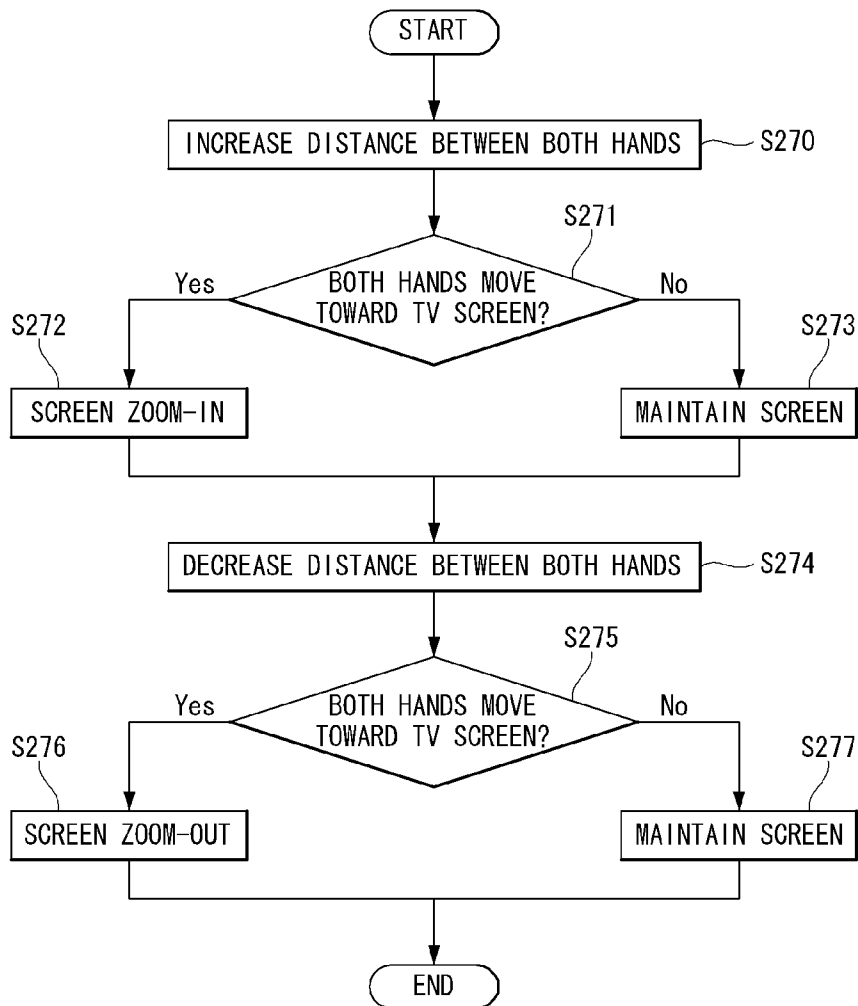 START
INCREASE DISTANCE BETWEEN BOTH HANDS
S270
S271
BOTH HANDS MOVE
TOWARD TV SCREEN?
Yes
No
S272
S273
SCREEN ZOOM-IN
MAINTAIN SCREEN
DECREASE DISTANCE BETWEEN BOTH HANDS
S274
S275
BOTH HANDS MOVE
TOWARD TV SCREEN?
Yes
No
S276
S277
SCREEN ZOOM-OUT
MAINTAIN SCREEN
END